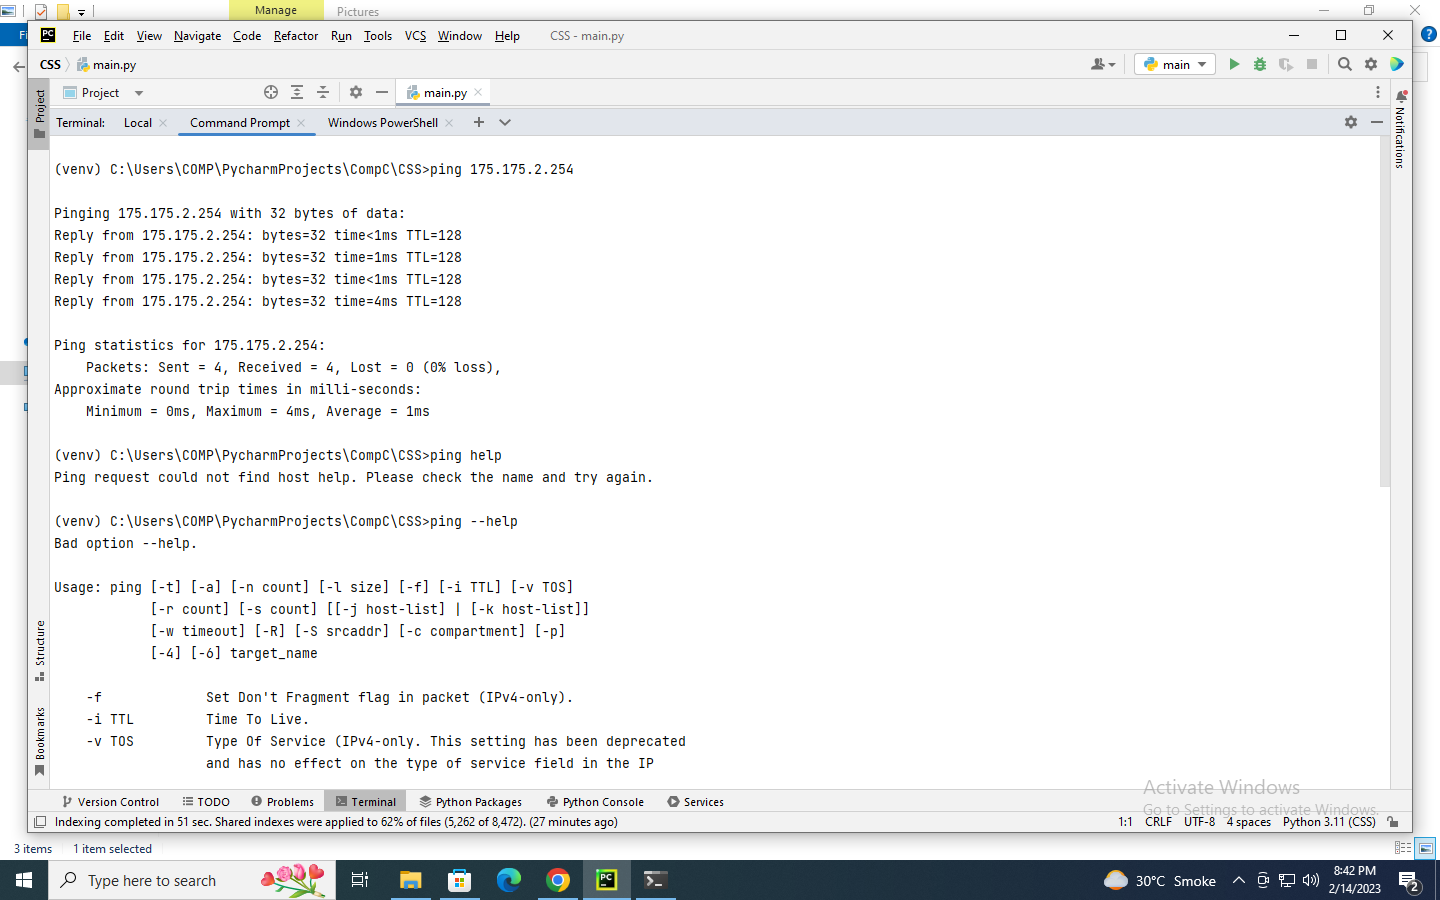 Manage
Pictures
Fi
PC
File Edit View Navigate Code Refactor Run Tools VCS Window Help CSS - main.py
CSS main.py
main
Project main.py
Terminal: Local Command Prompt Windows PowerShell
Project
Notifications
(venv) C:\Users\COMP\PycharmProjects\CompC\CSS>ping 175.175.2.254
Pinging 175.175.2.254 with 32 bytes of data:
Reply from 175.175.2.254: bytes=32 time<1ms TTL=128
Reply from 175.175.2.254: bytes=32 time=1ms TTL=128
Reply from 175.175.2.254: bytes=32 time<1ms TTL=128
Reply from 175.175.2.254: bytes=32 time=4ms TTL=128
Ping statistics for 175.175.2.254:
Packets: Sent = 4, Received = 4, Lost = 0 (0% loss),
Approximate round trip times in milli-seconds:
Minimum = 0ms, Maximum = 4ms, Average = 1ms
(venv) C:\Users\COMP\PycharmProjects\CompC\CSS>ping help
Ping request could not find host help. Please check the name and try again.
(venv) C:\Users\COMP\PycharmProjects\CompC\CSS>ping --help
Bad option --help.
Usage: ping [-t] [-a] [-n count] [-l size] [-f] [-i TTL] [-v TOS]
[-r count] [-s count] [[-j host-list] | [-k host-list]]
[-w timeout] [-R] [-S srcaddr] [-c compartment] [-p]
[-4] [-6] target_name
-f Set Don't Fragment flag in packet (IPv4-only).
-i TTL Time To Live.
-v TOS Type Of Service (IPv4-only. This setting has been deprecated
and has no effect on the type of service field in the IP
Structure
Bookmarks
Activate Windows
Go to Settings to activate Windows.
Version Control TODO Problems Terminal Python Packages Python Console Services
Indexing completed in 51 sec. Shared indexes were applied to 62% of files (5,262 of 8,472). (27 minutes ago) 1:1 CRLF UTF-8 4 spaces Python 3.11 (CSS)
3 items 1 item selected
Type here to search
PC
30°C Smoke
8:42 PM
2/14/2023
2